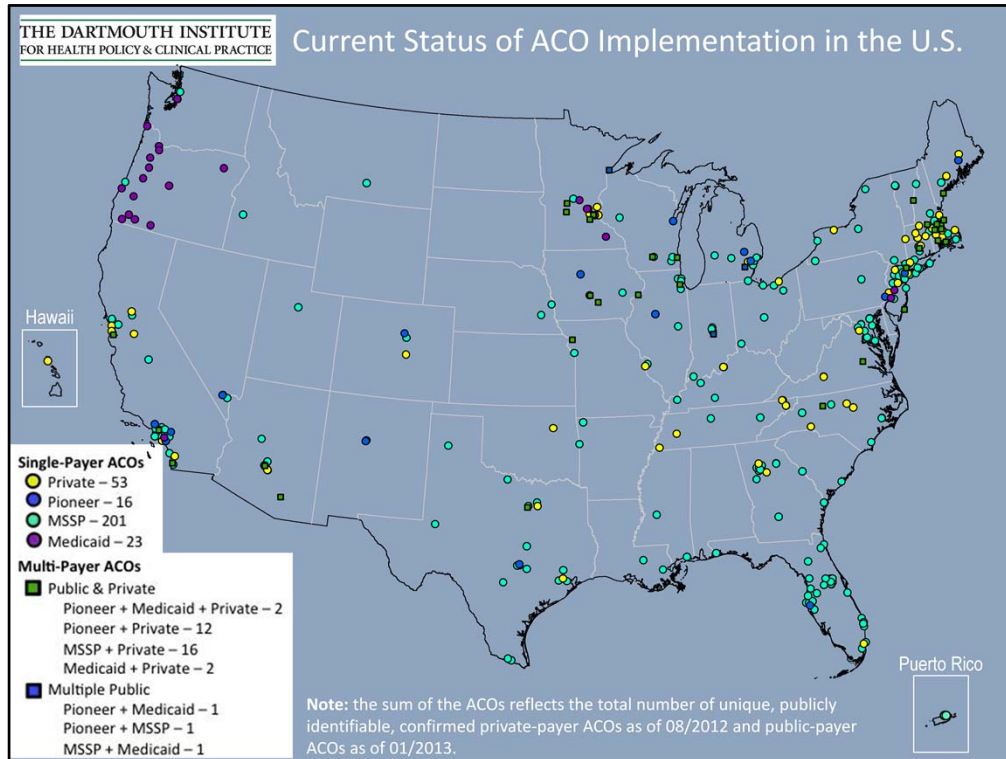 THE DARTMOUTH INSTITUTE
FOR HEALTH POLICY & CLINICAL PRACTICE
Current Status of ACO Implementation in the U.S.
Hawaii
Single-Payer ACOs
Private – 53
Pioneer – 16
MSSP – 201
Medicaid – 23
Multi-Payer ACOs
Public & Private
Pioneer + Medicaid + Private – 2
Pioneer + Private – 12
MSSP + Private – 16
Medicaid + Private – 2
Multiple Public
Pioneer + Medicaid – 1
Pioneer + MSSP – 1
MSSP + Medicaid – 1
Puerto Rico
Note: the sum of the ACOs reflects the total number of unique, publicly
identifiable, confirmed private-payer ACOs as of 08/2012 and public-payer
ACOs as of 01/2013.